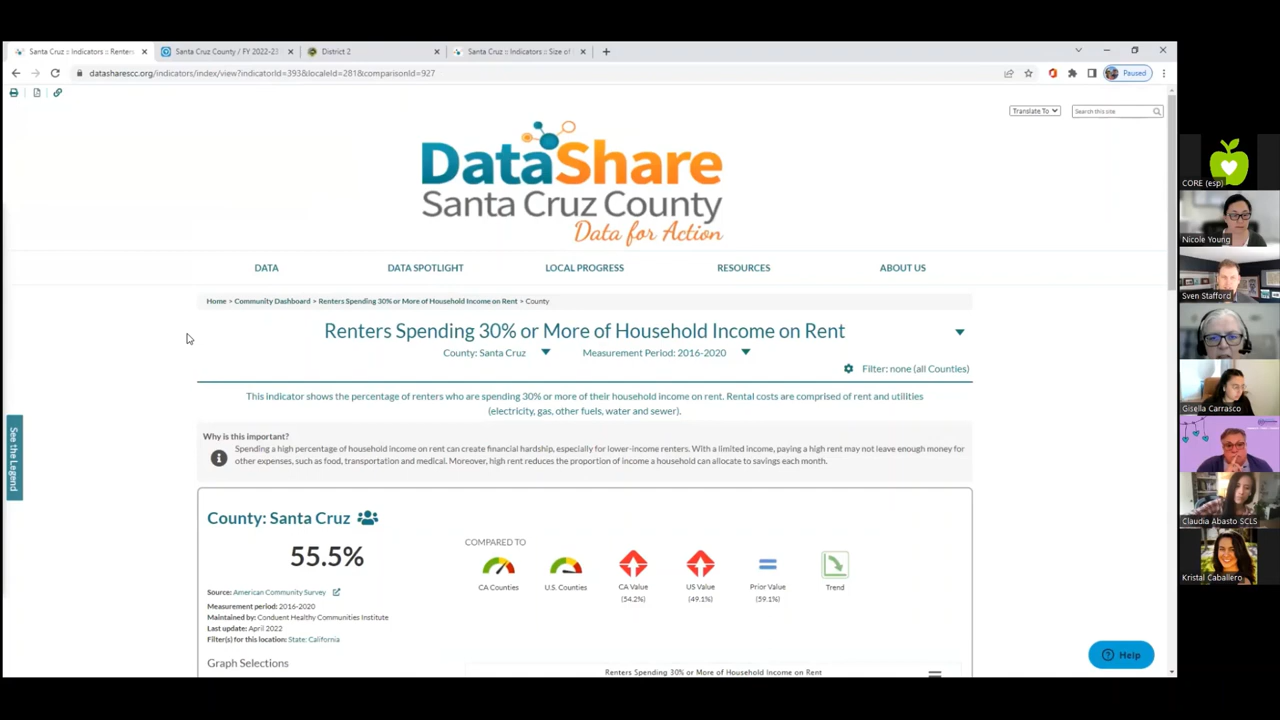 Santa Cruz :: Indicators :: Renters
Santa Cruz County / FY 2022-23
District 2
Santa Cruz :: Indicators :: Size of
datasharescc.org/indicators/index/view?indicatorId=393&localeId=281&comparisonId=927
Paused
Translate To
Search this site
DataShare
Santa Cruz County
Data for Action
DATA
DATA SPOTLIGHT
LOCAL PROGRESS
RESOURCES
ABOUT US
Home > Community Dashboard > Renters Spending 30% or More of Household Income on Rent > County
Renters Spending 30% or More of Household Income on Rent
County: Santa Cruz
Measurement Period: 2016-2020
Filter: none (all Counties)
This indicator shows the percentage of renters who are spending 30% or more of their household income on rent. Rental costs are comprised of rent and utilities
(electricity, gas, other fuels, water and sewer).
Why is this important?
Spending a high percentage of household income on rent can create financial hardship, especially for lower-income renters. With a limited income, paying a high rent may not leave enough money for
other expenses, such as food, transportation and medical. Moreover, high rent reduces the proportion of income a household can allocate to savings each month.
See the Legend
County: Santa Cruz
55.5%
Source: American Community Survey
Measurement period: 2016-2020
Maintained by: Conduent Healthy Communities Institute
Last update: April 2022
Filter(s) for this location: State: California
Graph Selections
COMPARED TO
CA Counties
U.S. Counties
CA Value
(54.2%)
US Value
(49.1%)
Prior Value
(59.1%)
Trend
Renters Spending 30% or More of Household Income on Rent
Help
CORE (esp)
Nicole Young
Sven Stafford
Gisella Carrasco
Claudia Abasto SCLS
Kristal Caballero